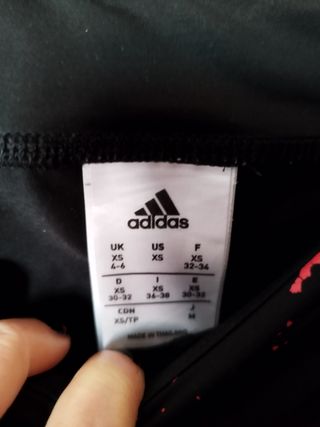 adidas
UK US F
XS XS XS
4-6 32-34
D I E
XS XS XS
30-32 36-38 30-32
CDN J
XS/TP M
MADE IN THAILAND